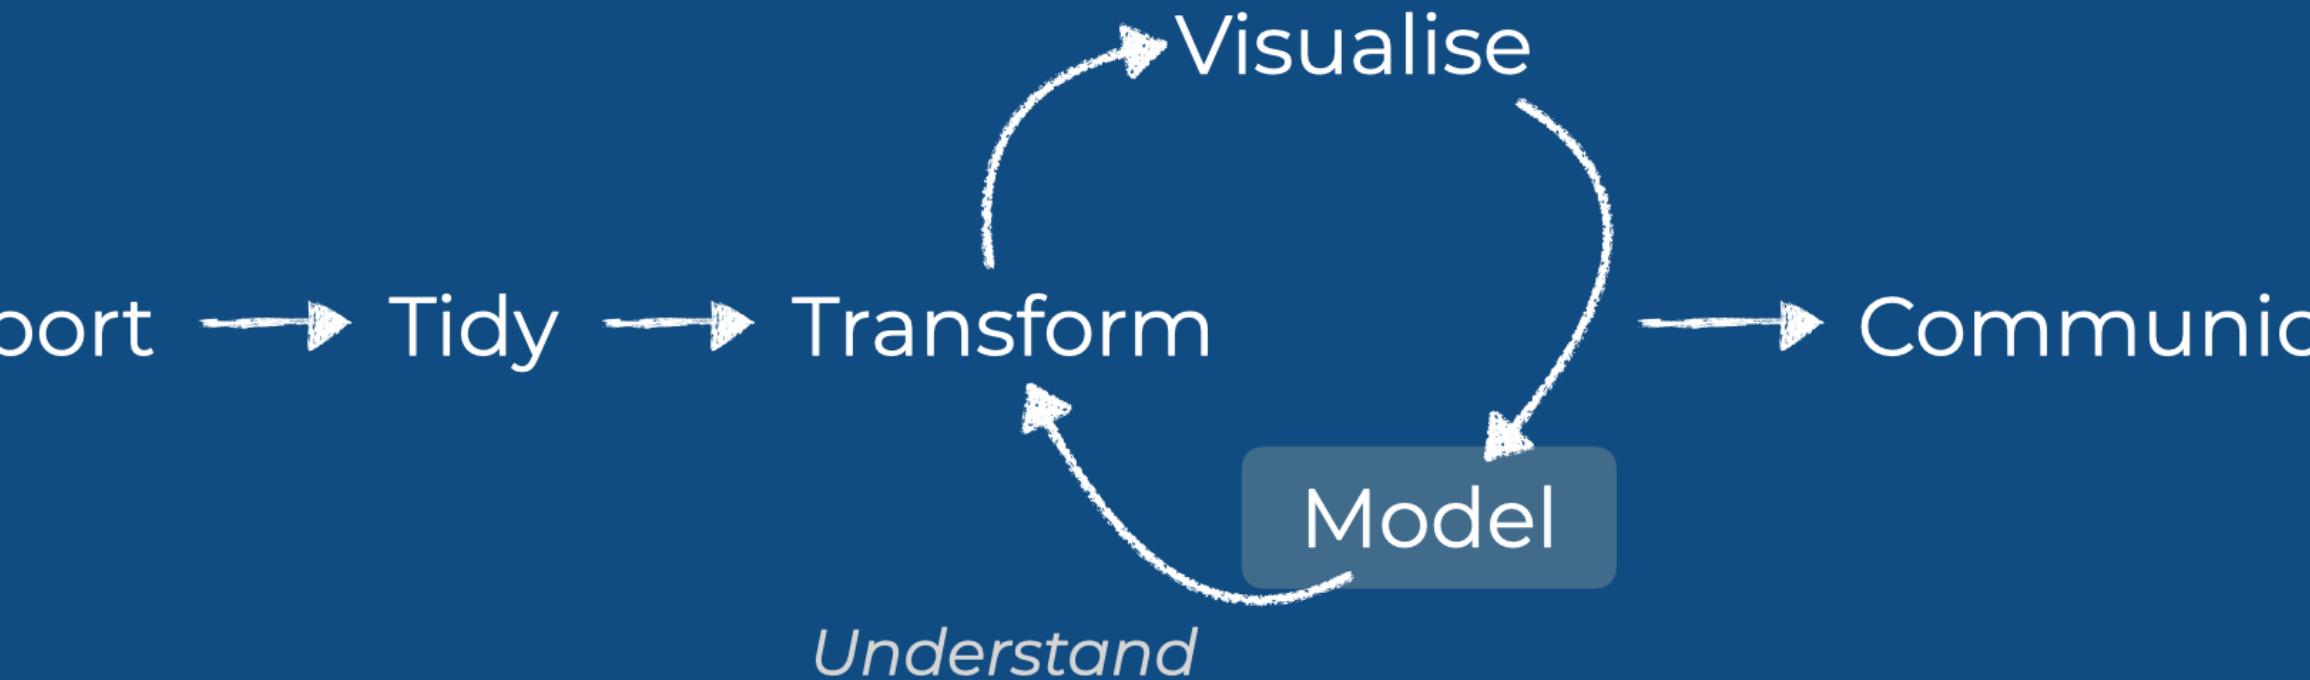 Visualise
port Tidy Transform Communic
Model
Understand